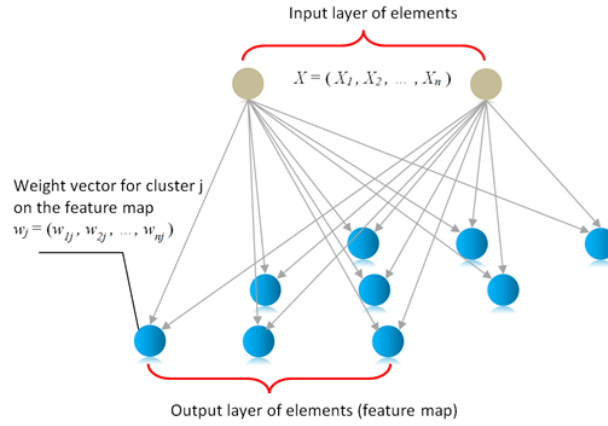 Input layer of elements
X = ( X₁, X₂, ... , Xₙ )
Weight vector for cluster j
on the feature map
wⱼ = (w₁ⱼ , w₂ⱼ , ... , wₙⱼ )
Output layer of elements (feature map)